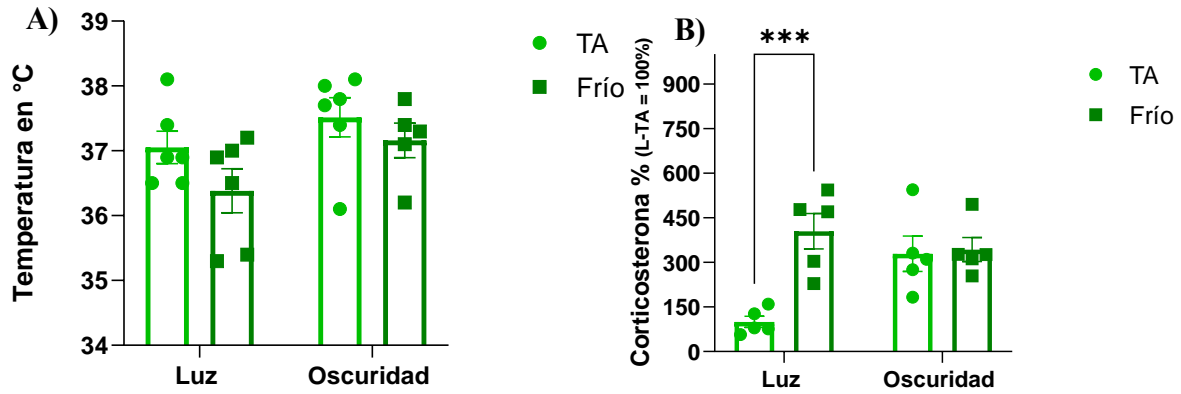 A)
Temperatura en °C
39
38
37
36
35
34
Luz
Oscuridad
TA
Frío
B)
Corticosterona % (L-TA = 100%)
900
750
600
450
300
150
0
***
Luz
Oscuridad
TA
Frío